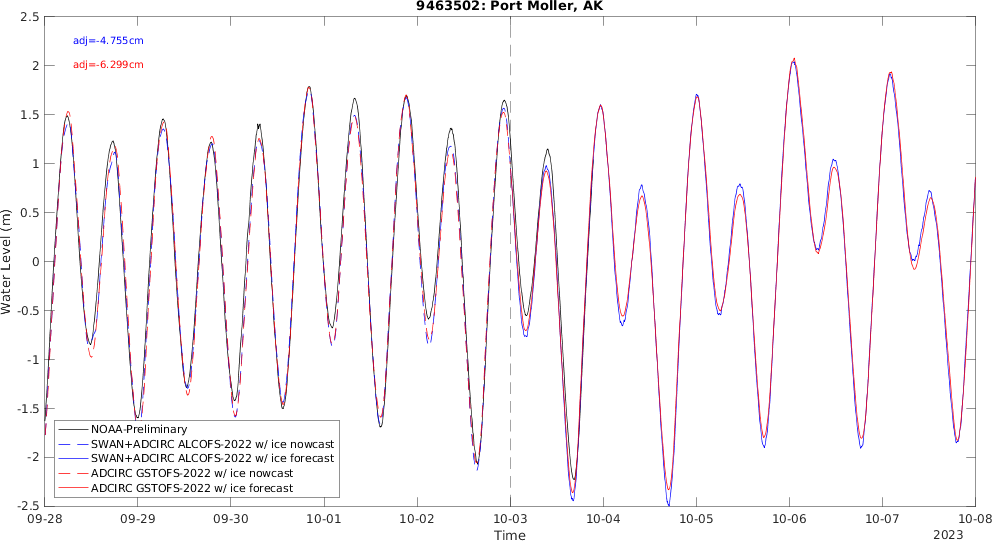 9463502: Port Moller, AK
adj=-4.755cm
adj=-6.299cm
Water Level (m)
2.5
2
1.5
1
0.5
0
-0.5
-1
-1.5
-2
-2.5
NOAA-Preliminary
SWAN+ADCIRC ALCOFS-2022 w/ ice nowcast
SWAN+ADCIRC ALCOFS-2022 w/ ice forecast
ADCIRC GSTOFS-2022 w/ ice nowcast
ADCIRC GSTOFS-2022 w/ ice forecast
09-28 09-29 09-30 10-01 10-02 10-03 10-04 10-05 10-06 10-07 10-08
Time
2023